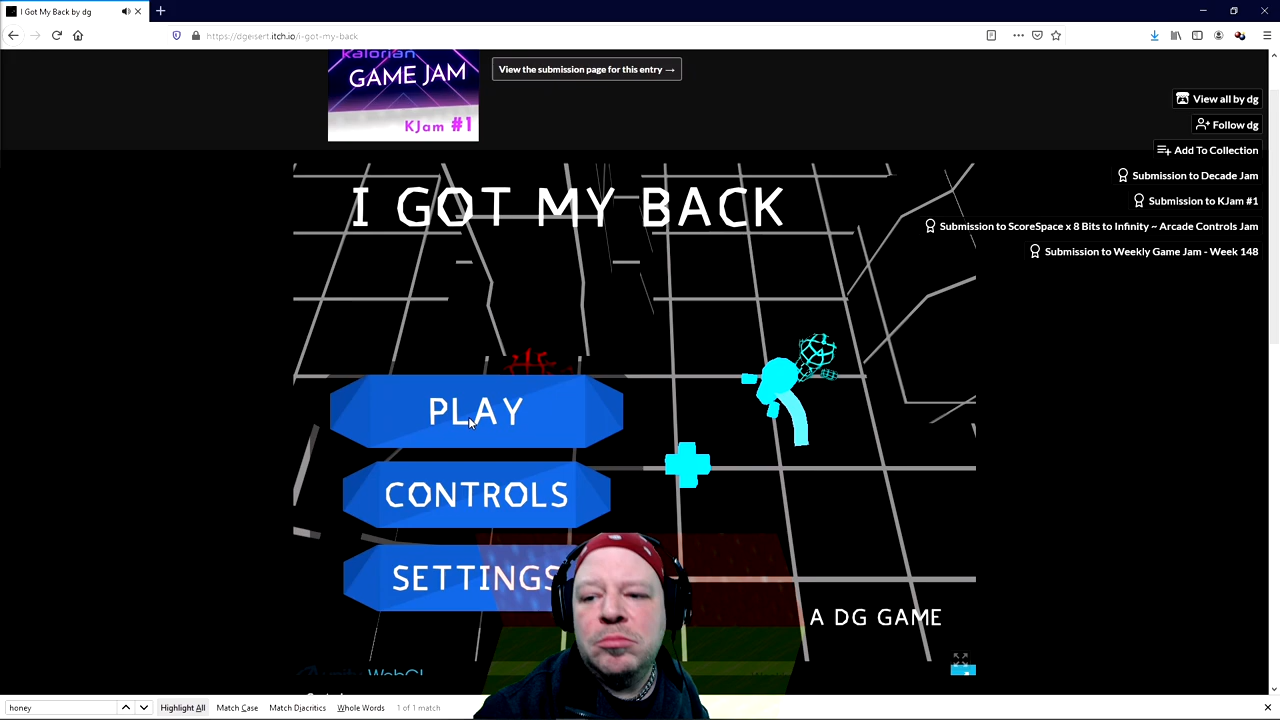 I Got My Back by dg
https://dgeisert.itch.io/i-got-my-back
kalorian
GAME JAM
KJam #1
View the submission page for this entry →
View all by dg
Follow dg
Add To Collection
Submission to Decade Jam
Submission to KJam #1
Submission to ScoreSpace x 8 Bits to Infinity ~ Arcade Controls Jam
Submission to Weekly Game Jam - Week 148
I GOT MY BACK
PLAY
CONTROLS
SETTINGS
A DG GAME
WebGL
honey
Highlight All
Match Case
Match Diacritics
Whole Words
1 of 1 match